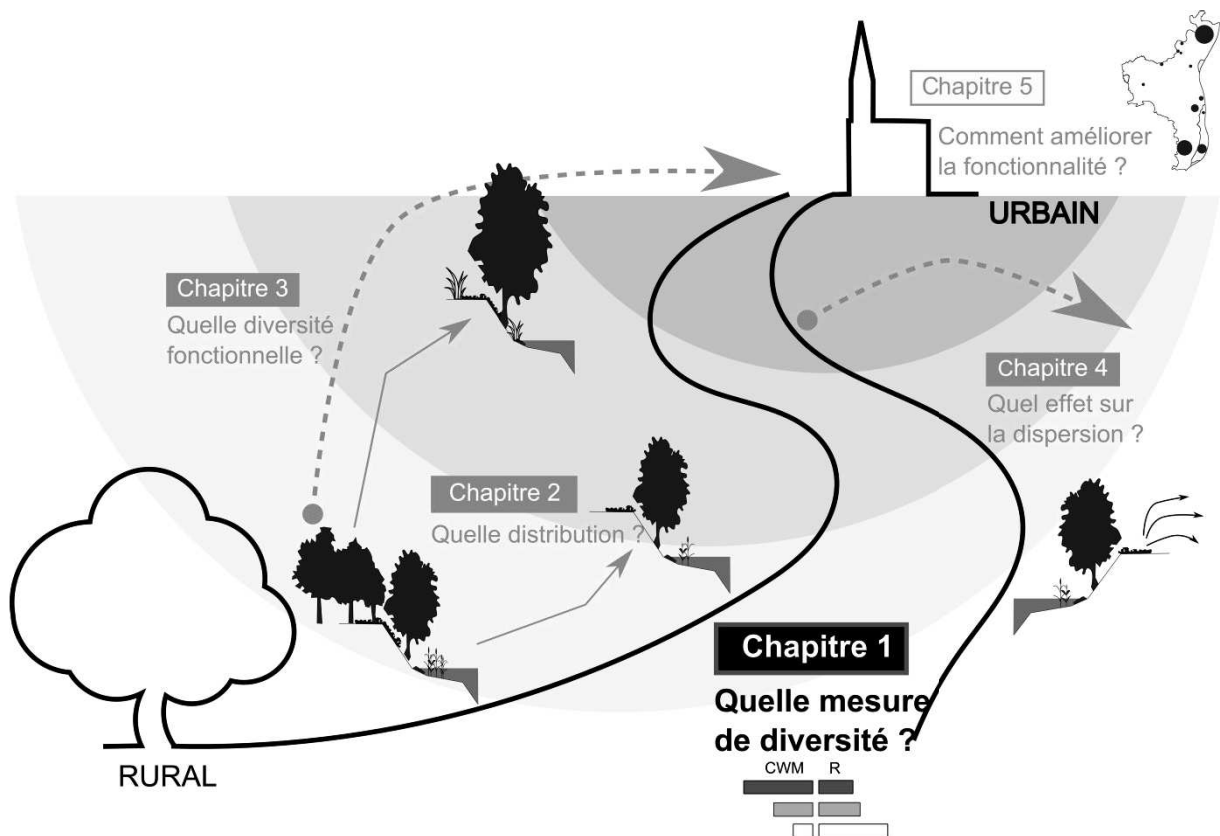 Chapitre 5
Comment améliorer
la fonctionnalité ?
URBAIN
Chapitre 3
Quelle diversité
fonctionnelle ?
Chapitre 4
Quel effet sur
la dispersion ?
Chapitre 2
Quelle distribution ?
Chapitre 1
Quelle mesure
de diversité ?
RURAL
CWM R